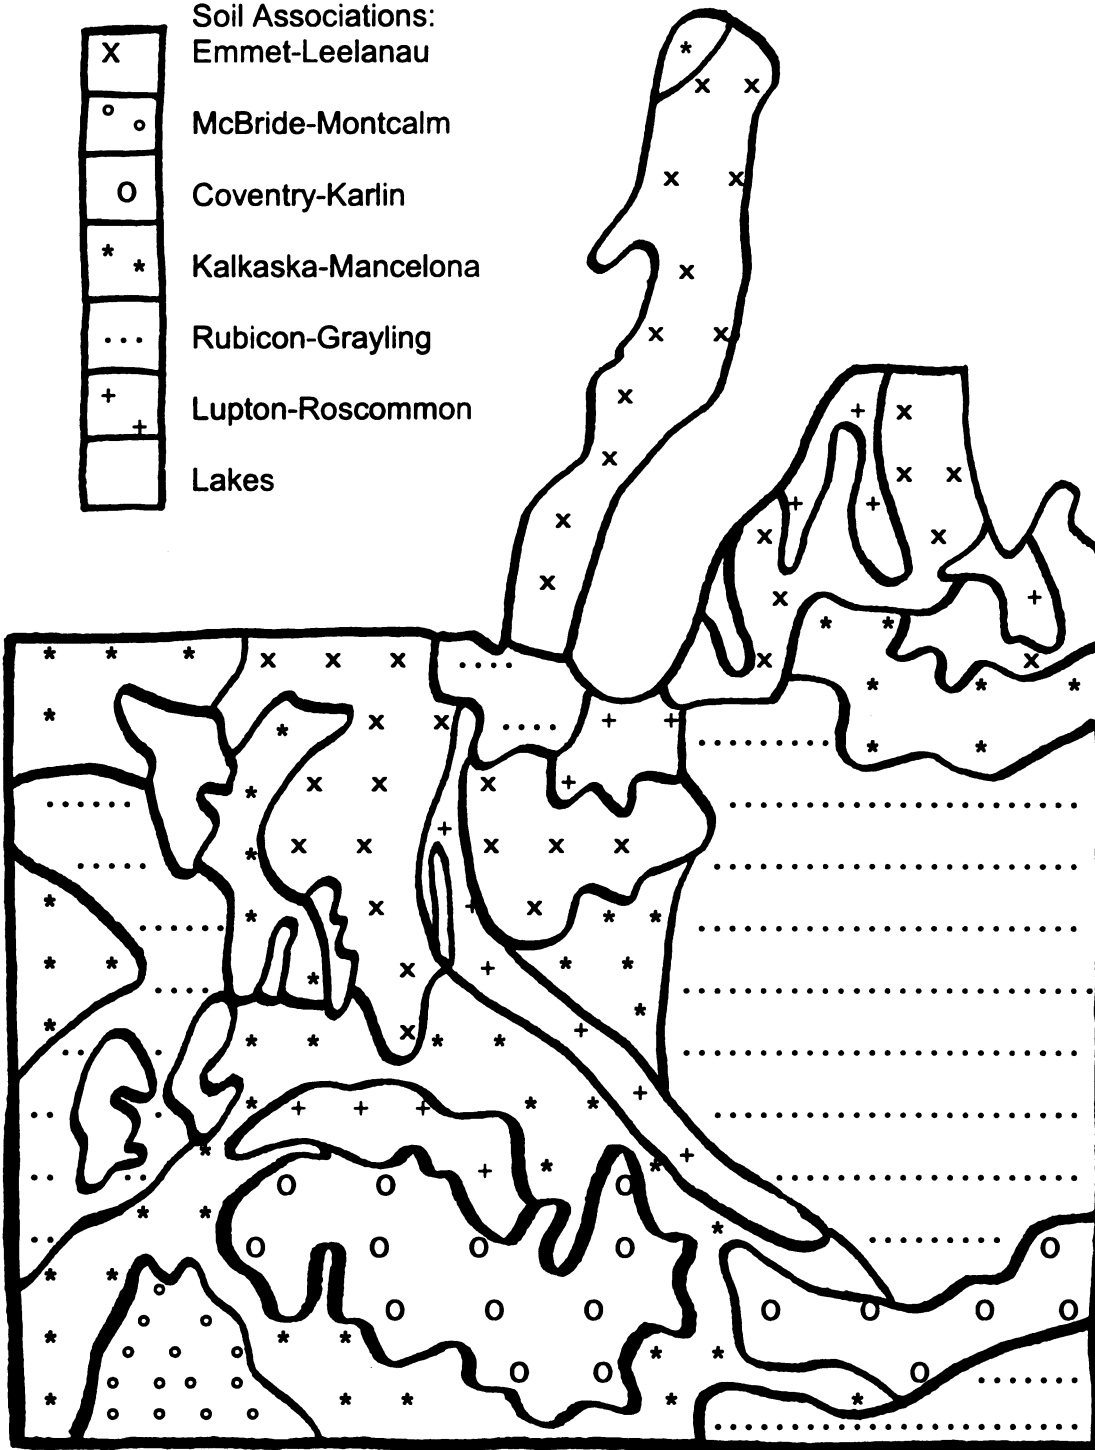 Soil Associations:
Emmet-Leelanau
McBride-Montcalm
Coventry-Karlin
Kalkaska-Mancelona
Rubicon-Grayling
Lupton-Roscommon
Lakes